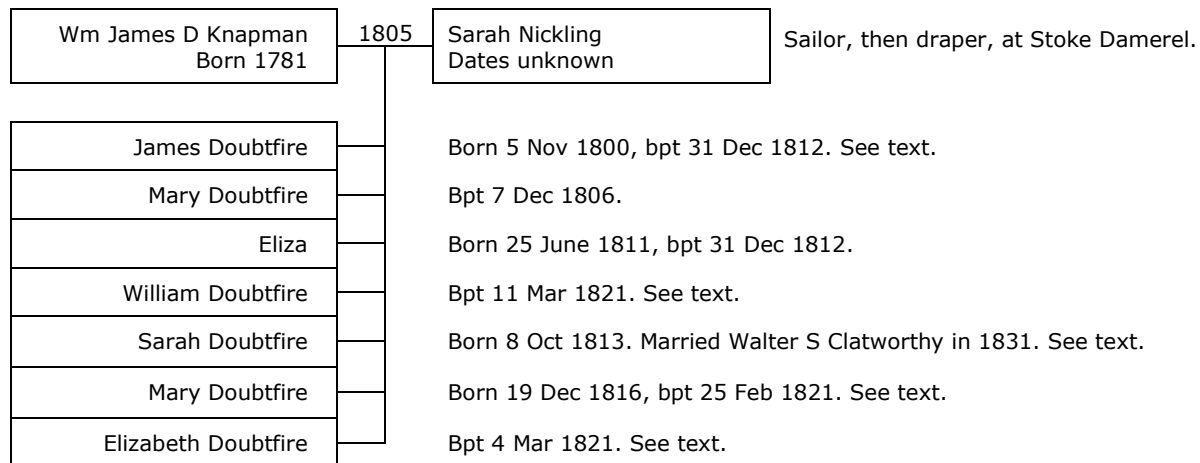 Wm James D Knapman 1805 Sarah Nickling Sailor, then draper, at Stoke Damerel.
Born 1781 Dates unknown
James Doubtfire Born 5 Nov 1800, bpt 31 Dec 1812. See text.
Mary Doubtfire Bpt 7 Dec 1806.
Eliza Born 25 June 1811, bpt 31 Dec 1812.
William Doubtfire Bpt 11 Mar 1821. See text.
Sarah Doubtfire Born 8 Oct 1813. Married Walter S Clatworthy in 1831. See text.
Mary Doubtfire Born 19 Dec 1816, bpt 25 Feb 1821. See text.
Elizabeth Doubtfire Bpt 4 Mar 1821. See text.